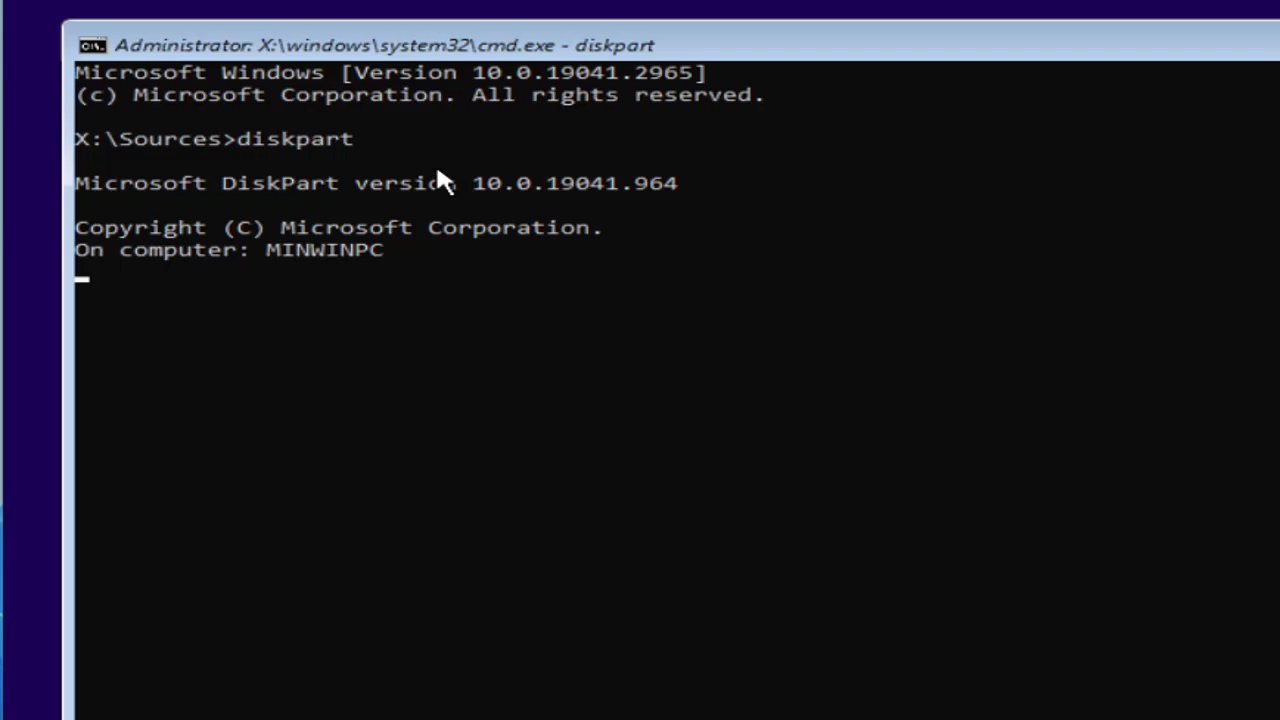 Administrator: X:\windows\system32\cmd.exe - diskpart
Microsoft Windows [Version 10.0.19041.2965]
(c) Microsoft Corporation. All rights reserved.
X:\Sources>diskpart
Microsoft DiskPart version 10.0.19041.964
Copyright (C) Microsoft Corporation.
On computer: MINWINPC